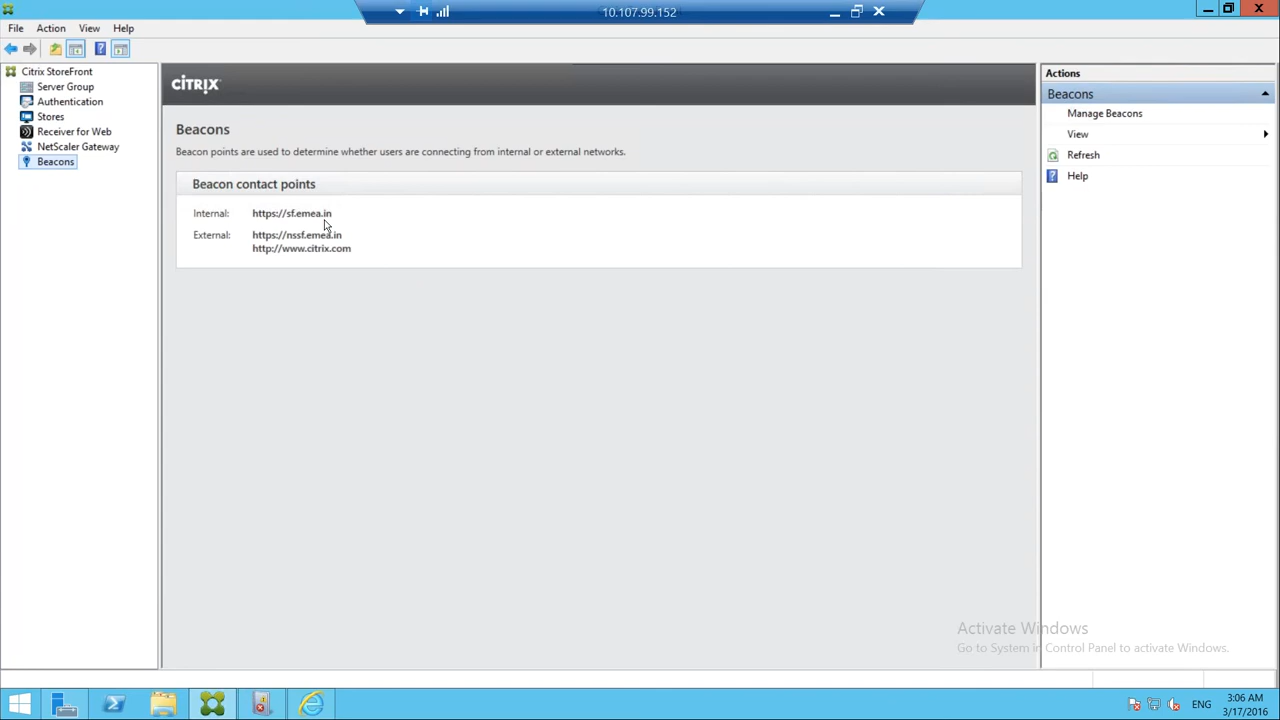 10.107.99.152
File Action View Help
Citrix StoreFront
Server Group
Authentication
Stores
Receiver for Web
NetScaler Gateway
Beacons
CITRIX
Beacons
Beacon points are used to determine whether users are connecting from internal or external networks.
Beacon contact points
Internal: https://sf.emea.in
External: https://nssf.emea.in
http://www.citrix.com
Actions
Beacons
Manage Beacons
View
Refresh
Help
Activate Windows
Go to System in Control Panel to activate Windows.
ENG
3:06 AM
3/17/2016